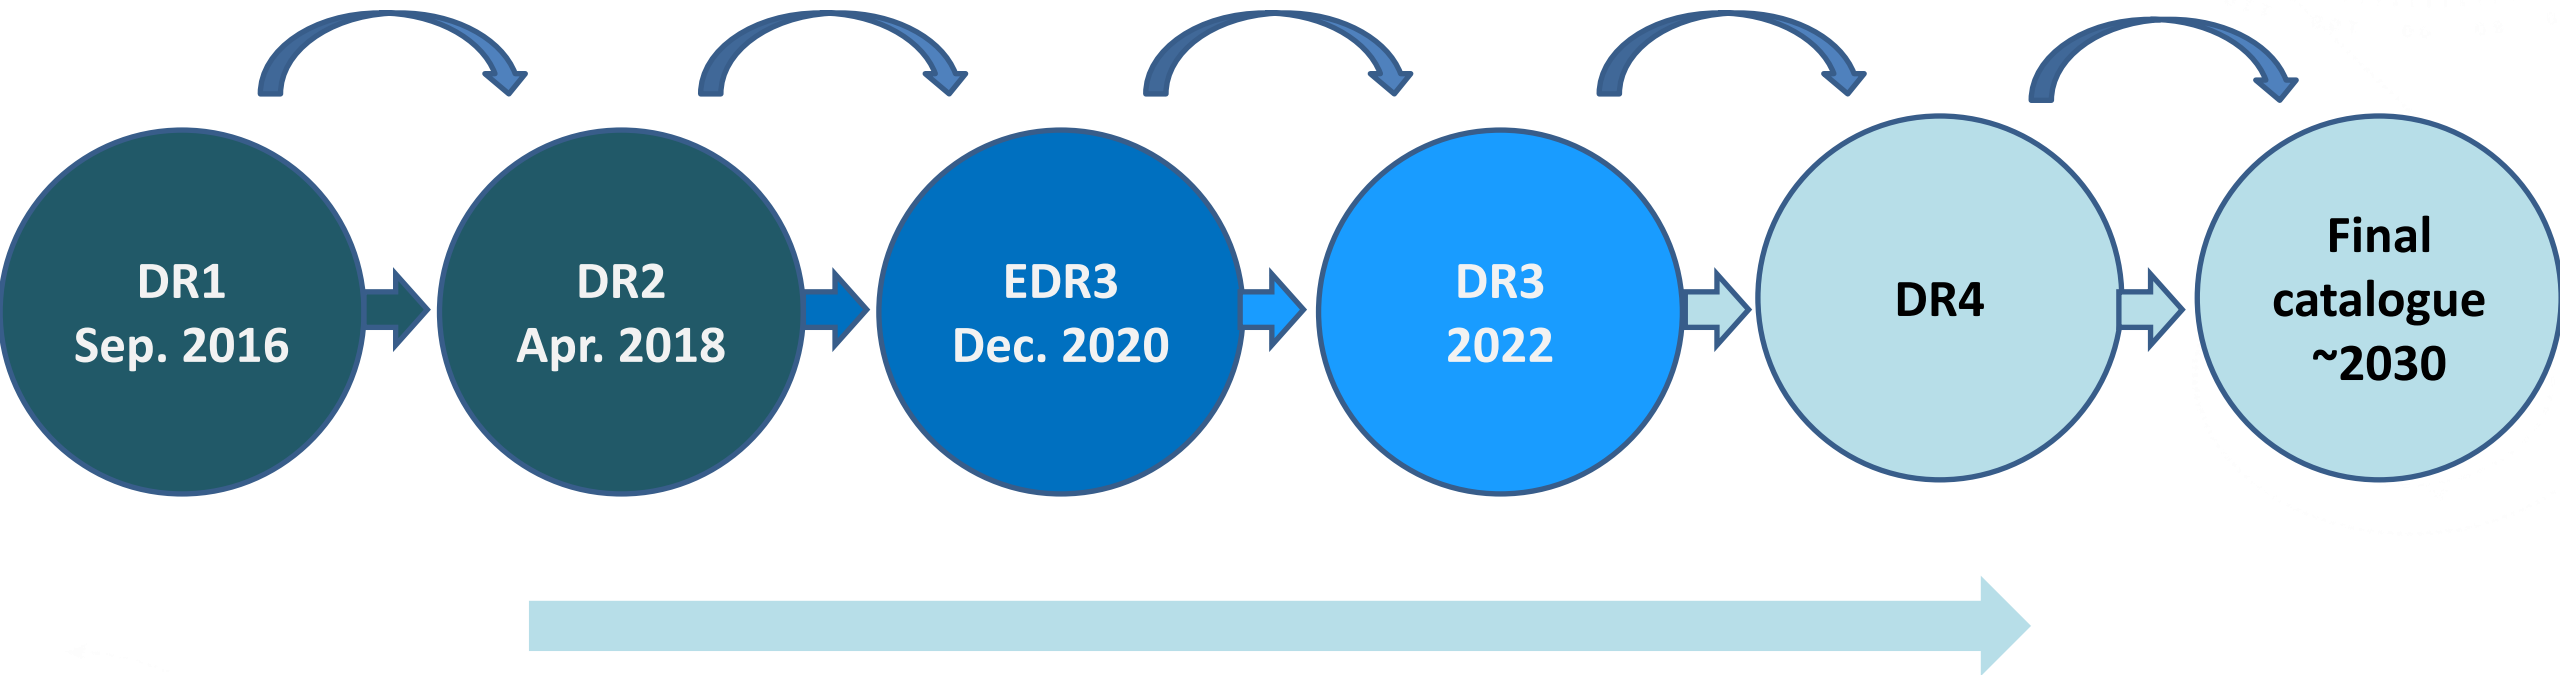 DR1
Sep. 2016
DR2
Apr. 2018
EDR3
Dec. 2020
DR3
2022
DR4
Final
catalogue
~2030